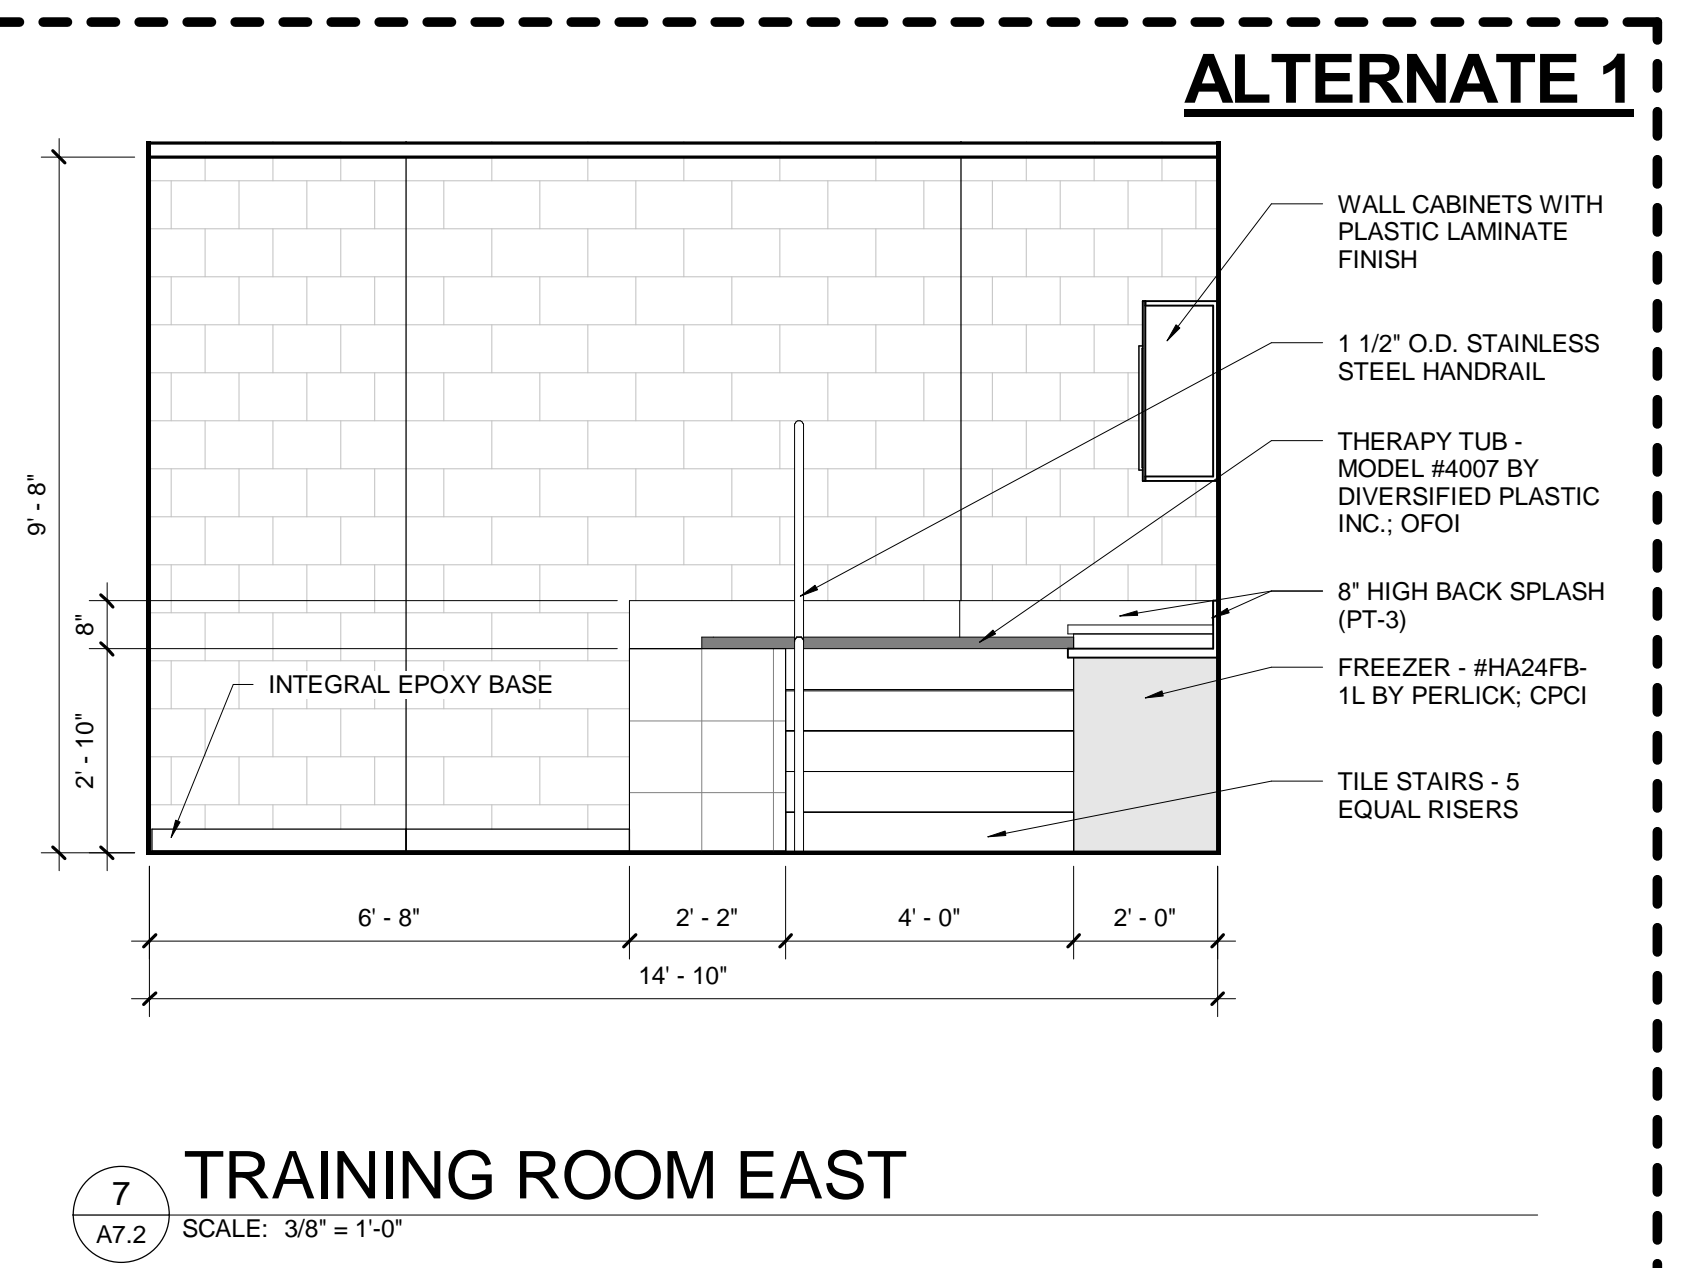 ALTERNATE 1
WALL CABINETS WITH
PLASTIC LAMINATE
FINISH
1 1/2" O.D. STAINLESS
STEEL HANDRAIL
THERAPY TUB -
MODEL #4007 BY
DIVERSIFIED PLASTIC
INC.; OFOI
8" HIGH BACK SPLASH
(PT-3)
FREEZER - #HA24FB-
1L BY PERLICK; CPCI
TILE STAIRS - 5
EQUAL RISERS
9' - 8"
8"
2' - 10"
INTEGRAL EPOXY BASE
6' - 8"
2' - 2"
4' - 0"
2' - 0"
14' - 10"
7
A7.2
TRAINING ROOM EAST
SCALE: 3/8" = 1'-0"